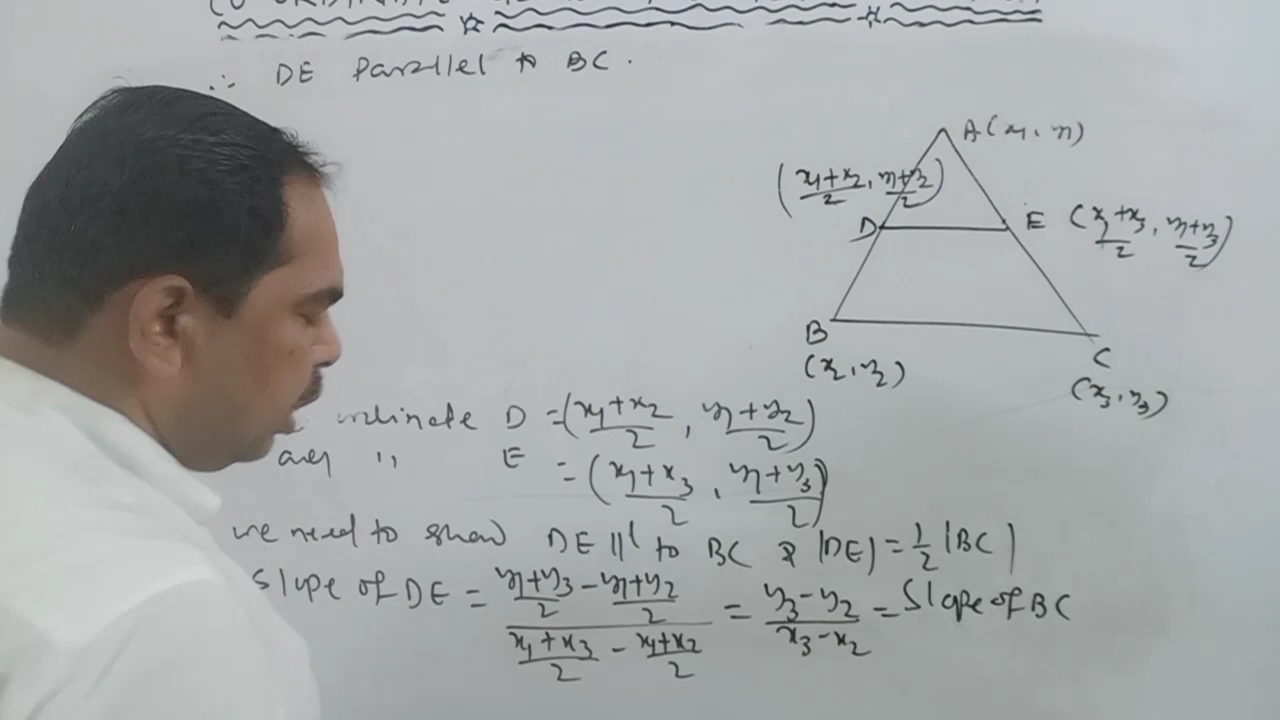 ∴ DE Parallel to BC.
A(x₁, y₁)
((x₁+x₂)/2, (y₁+y₂)/2)
D
E ((x₁+x₃)/2, (y₁+y₃)/2)
B
(x₂, y₂)
C
(x₃, y₃)
D = ((x₁+x₂)/2, (y₁+y₂)/2)
" E = ((x₁+x₃)/2, (y₁+y₃)/2)
we need to show DE ||l to BC & |DE| = 1/2 |BC|
Slope of DE = ((y₁+y₃)/2 - (y₁+y₂)/2)/((x₁+x₃)/2 - (x₁+x₂)/2) = (y₃-y₂)/(x₃-x₂) = Slope of BC